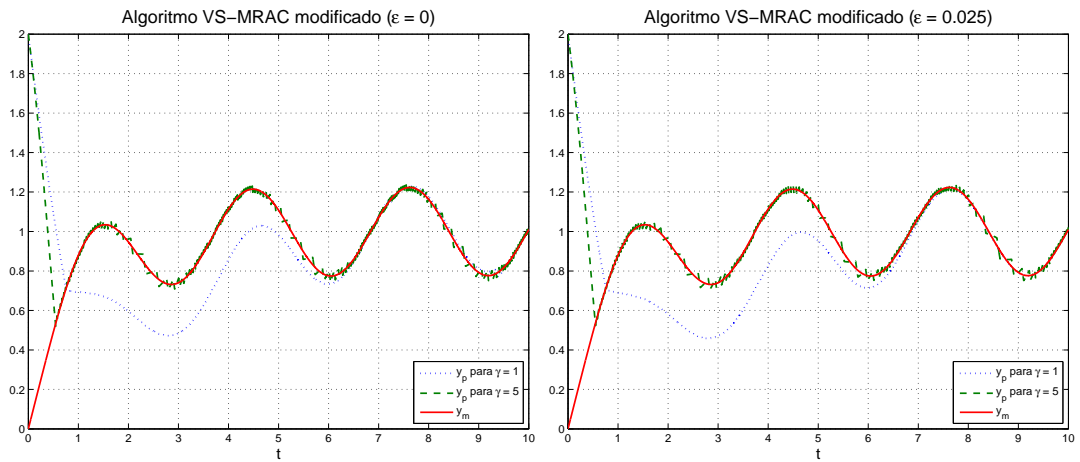 Algoritmo VS−MRAC modificado (ε = 0)
2
1.8
1.6
1.4
1.2
1
0.8
0.6
0.4
0.2
0
0 1 2 3 4 5 6 7 8 9 10
t
y_p para γ = 1
y_p para γ = 5
y_m
Algoritmo VS−MRAC modificado (ε = 0.025)
2
1.8
1.6
1.4
1.2
1
0.8
0.6
0.4
0.2
0
0 1 2 3 4 5 6 7 8 9 10
t
y_p para γ = 1
y_p para γ = 5
y_m